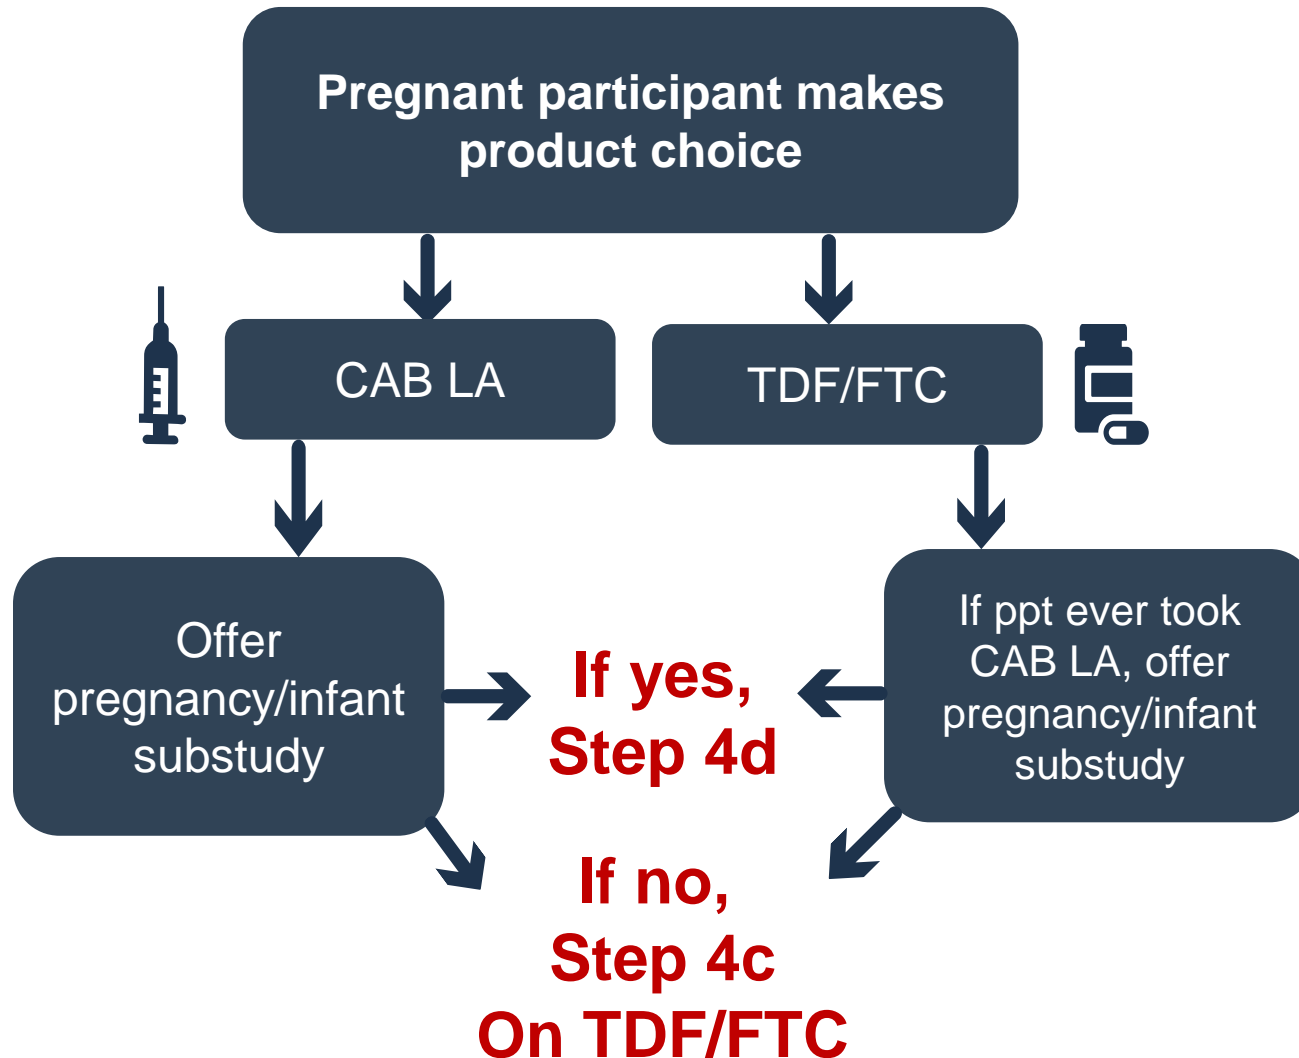 Pregnant participant makes
product choice
CAB LA
TDF/FTC
Offer
pregnancy/infant
substudy
If ppt ever took
CAB LA, offer
pregnancy/infant
substudy
If yes,
Step 4d
If no,
Step 4c
On TDF/FTC